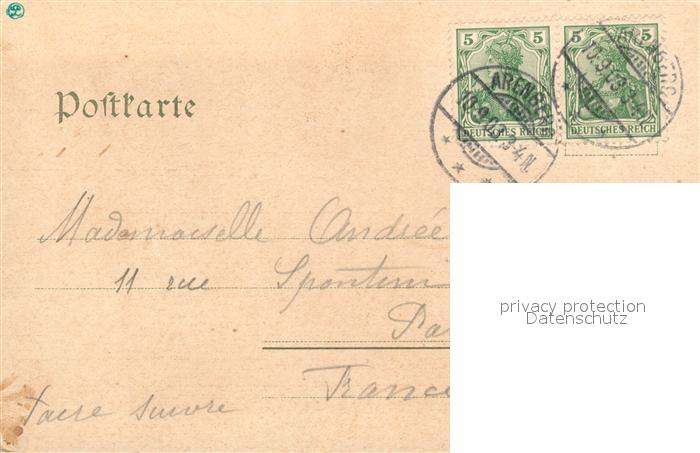 5 5
ARENBERG
DEUTSCHES REICH DEUTSCHES REICH
Postkarte
Mademoiselle Andrée
11 rue Spontini
Pa
France
faire suivre
privacy protection
Datenschutz